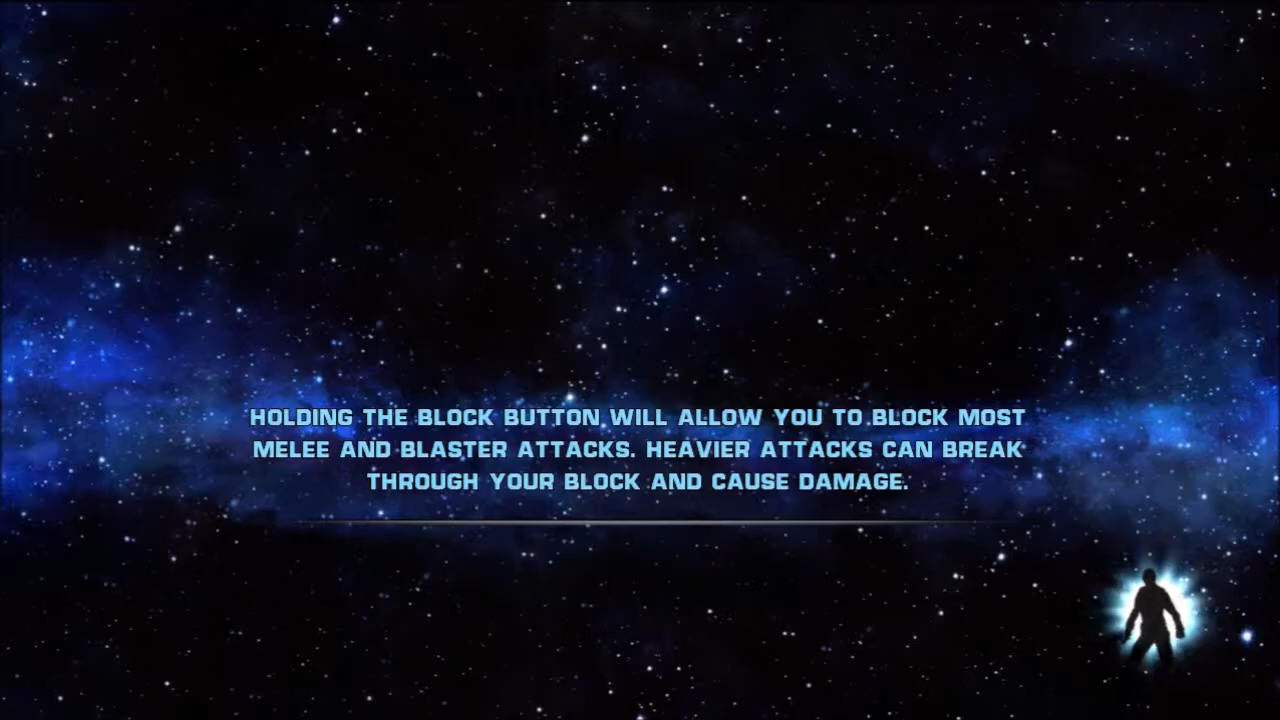 HOLDING THE BLOCK BUTTON WILL ALLOW YOU TO BLOCK MOST
MELEE AND BLASTER ATTACKS. HEAVIER ATTACKS CAN BREAK
THROUGH YOUR BLOCK AND CAUSE DAMAGE.